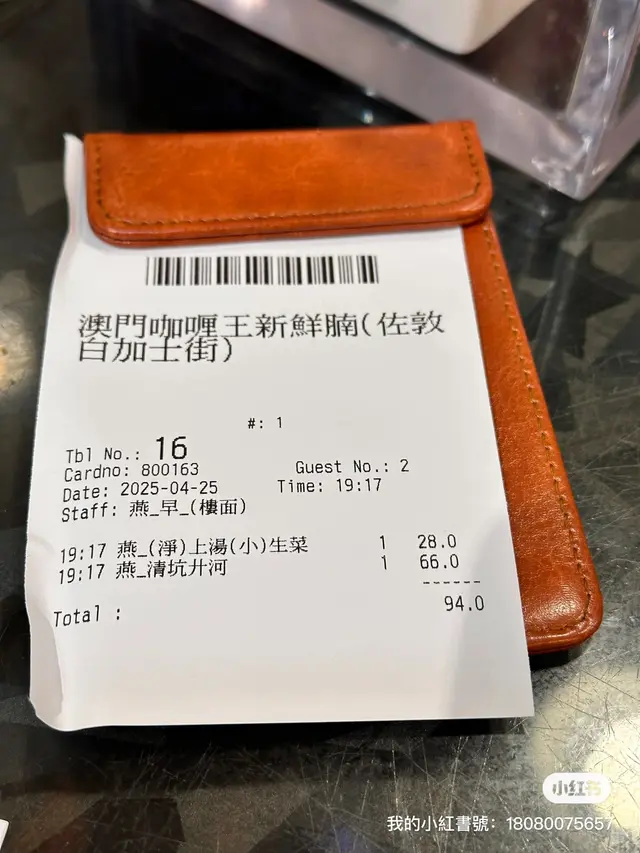 澳門咖喱王新鮮腩(佐敦
白加士街)
#: 1
Tbl No.: 16
Cardno: 800163 Guest No.: 2
Date: 2025-04-25 Time: 19:17
Staff: 燕_早_(樓面)
19:17 燕_(淨)上湯(小)生菜 1 28.0
19:17 燕_清坑井河 1 66.0
------
Total : 94.0
小红书
我的小紅書號: 18080075657